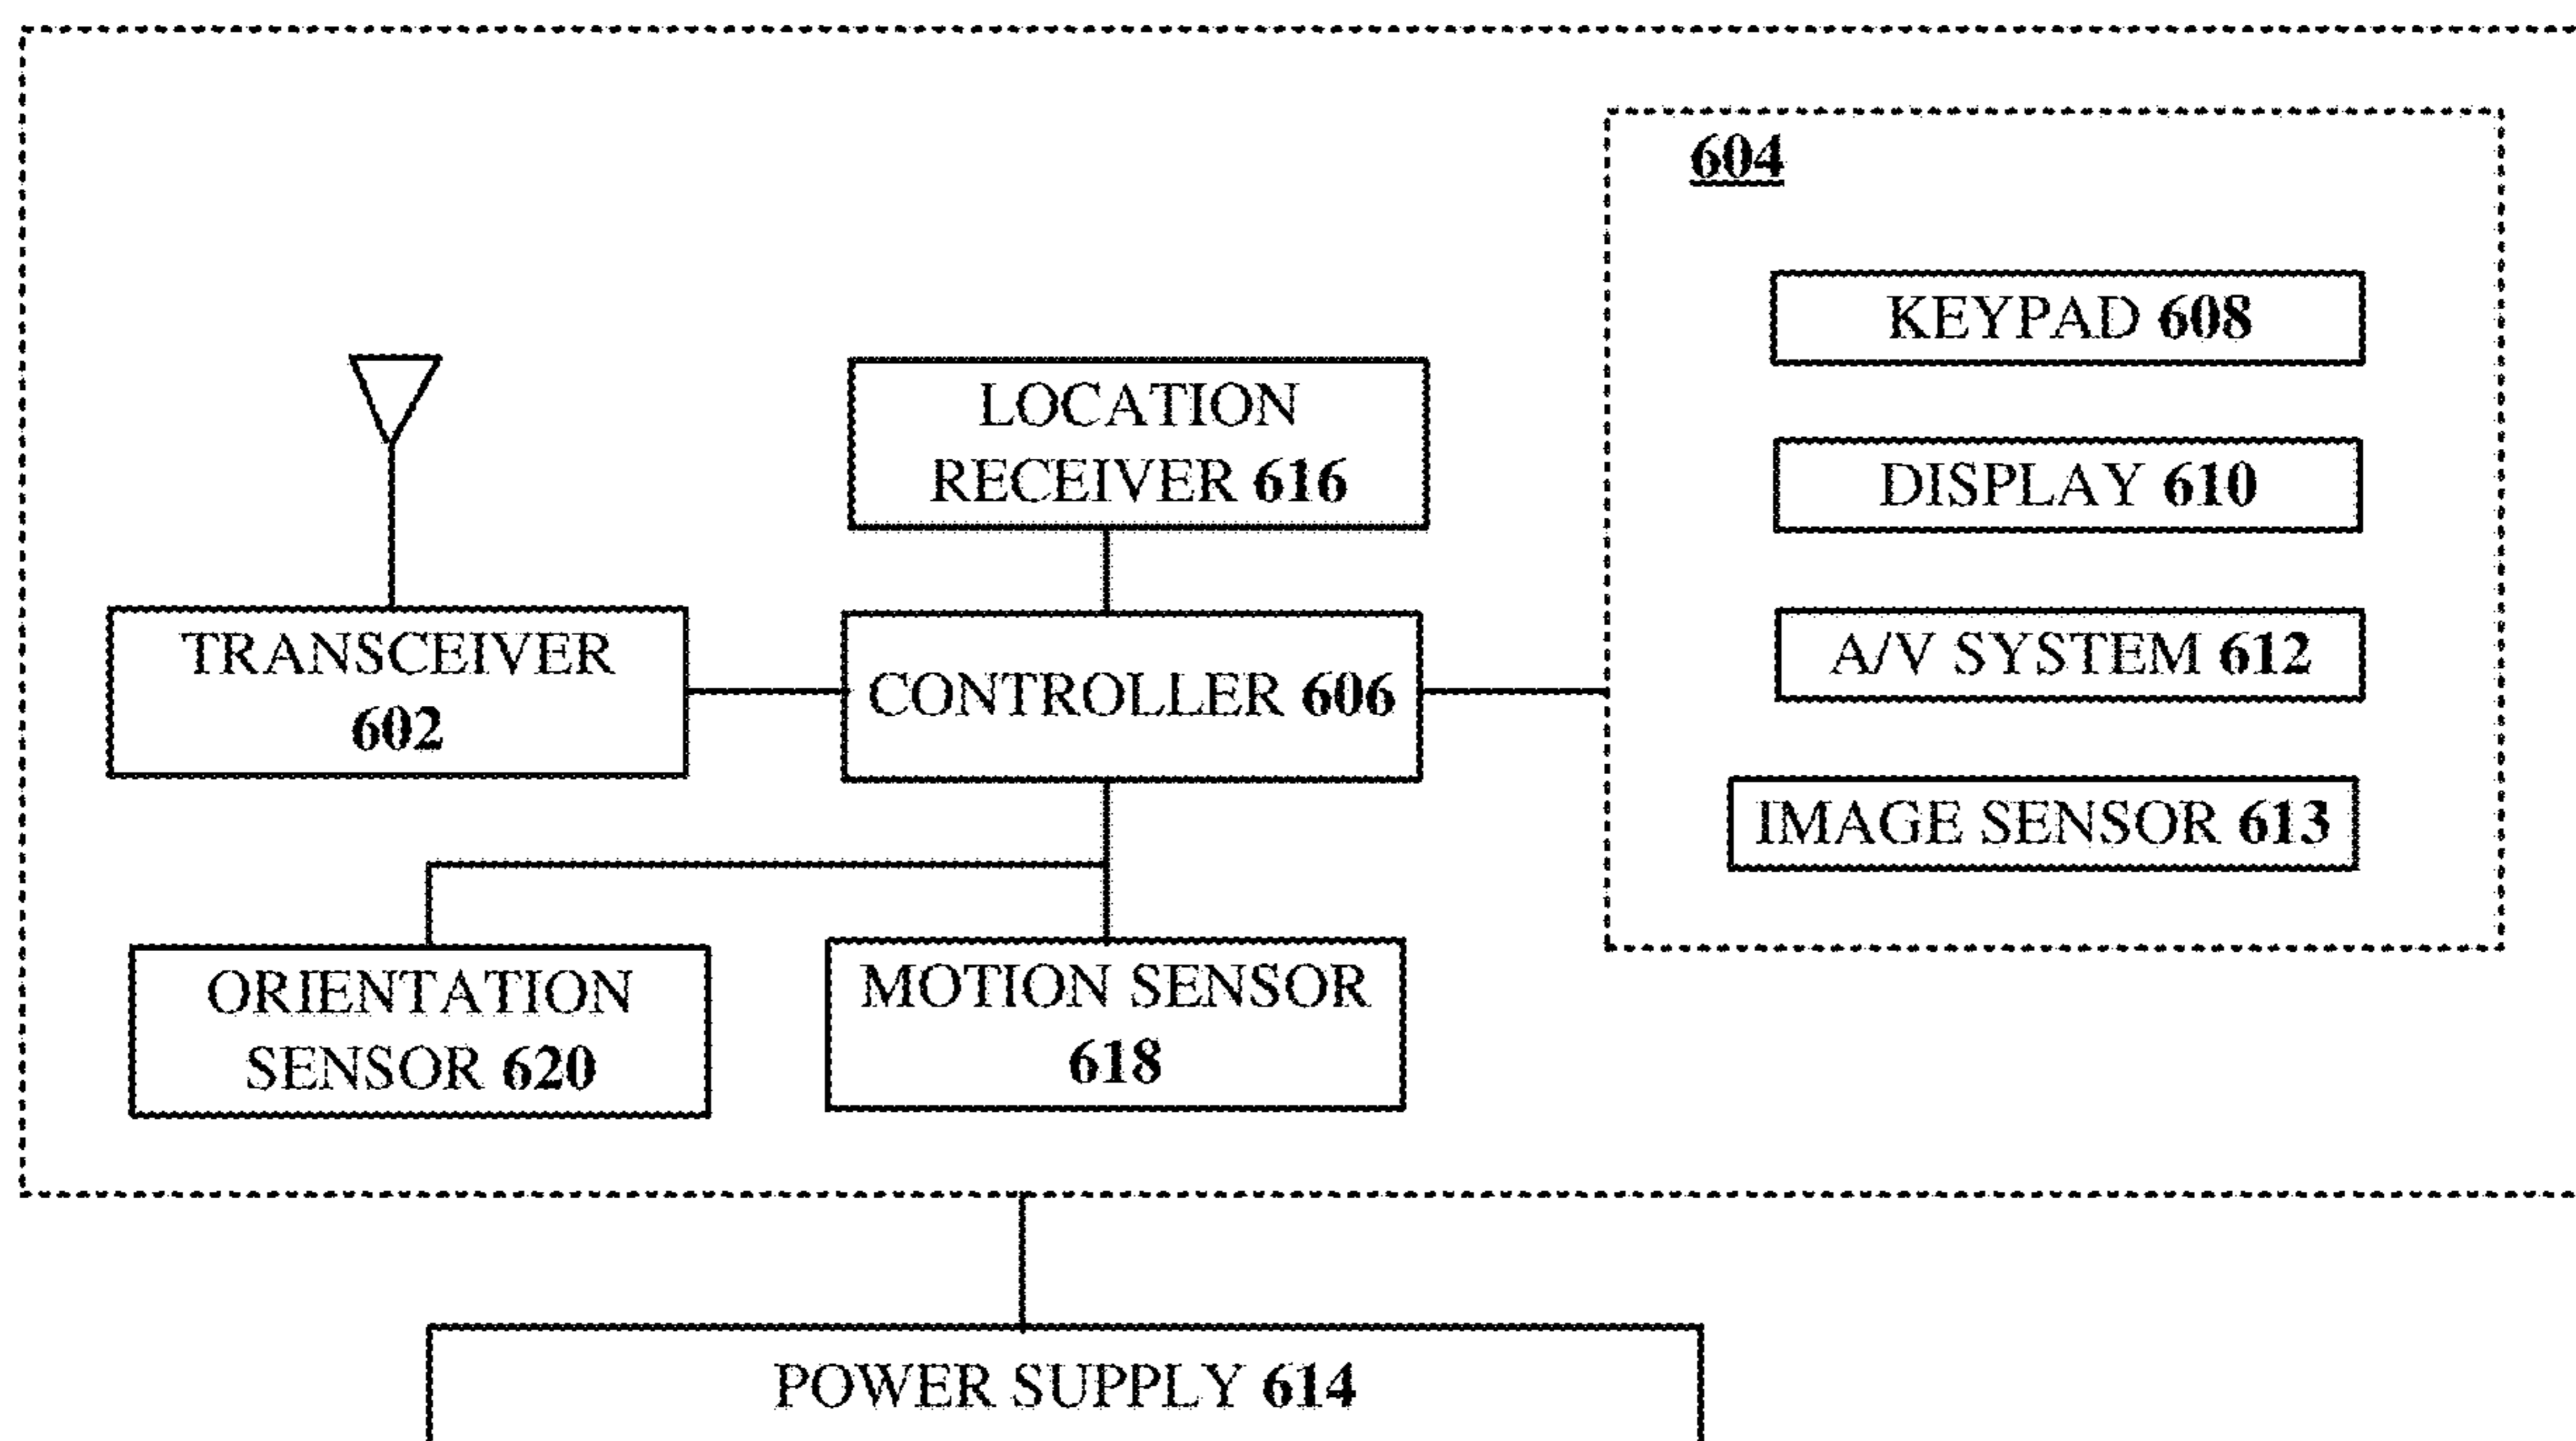 604
KEYPAD 608
LOCATION
RECEIVER 616
DISPLAY 610
TRANSCEIVER
602
CONTROLLER 606
A/V SYSTEM 612
IMAGE SENSOR 613
ORIENTATION
SENSOR 620
MOTION SENSOR
618
POWER SUPPLY 614